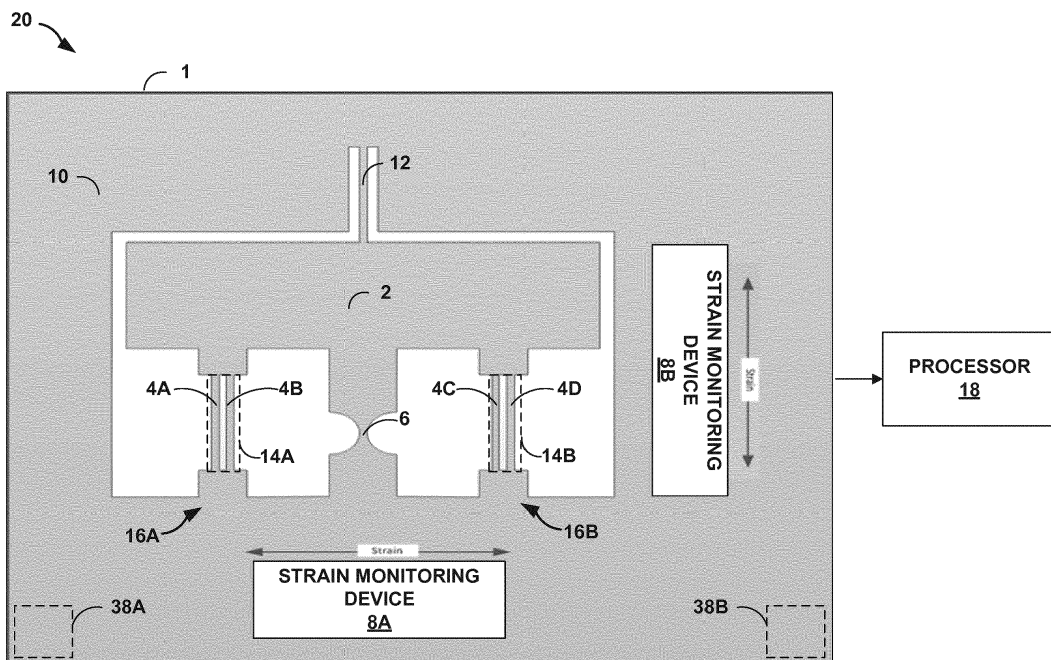 20
1
10
12
2
4A
4B
4C
4D
6
14A
14B
16A
16B
Strain
STRAIN MONITORING
DEVICE
8A
STRAIN MONITORING
DEVICE
8B
Strain
PROCESSOR
18
38A
38B